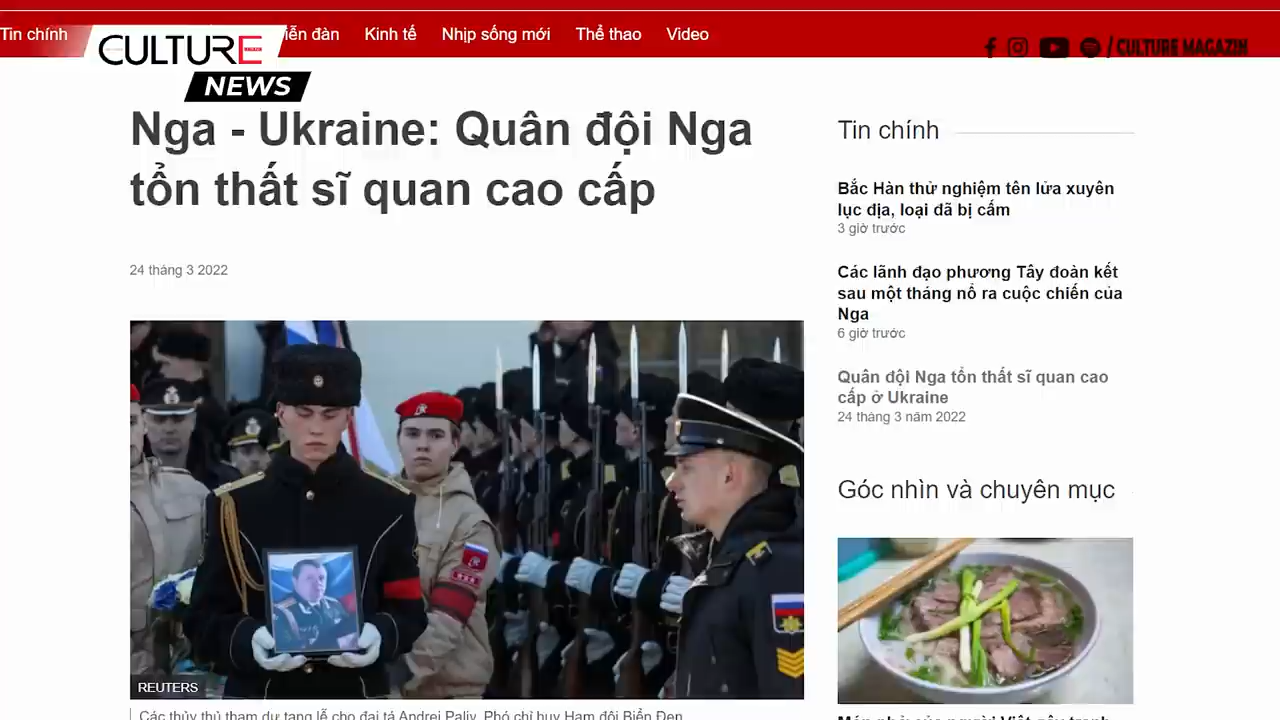 Tin chính
iễn đàn
Kinh tế
Nhịp sống mới
Thể thao
Video
CULTURE
NEWS
/ CULTURE MAGAZIN
Nga - Ukraine: Quân đội Nga
tổn thất sĩ quan cao cấp
24 tháng 3 2022
REUTERS
Các thủy thủ tham dự tang lễ cho đại tá Andrei Paliy, Phó chỉ huy Hạm đội Biển Đen
Tin chính
Bắc Hàn thử nghiệm tên lửa xuyên
lục địa, loại đã bị cấm
3 giờ trước
Các lãnh đạo phương Tây đoàn kết
sau một tháng nổ ra cuộc chiến của
Nga
6 giờ trước
Quân đội Nga tổn thất sĩ quan cao
cấp ở Ukraine
24 tháng 3 năm 2022
Góc nhìn và chuyên mục